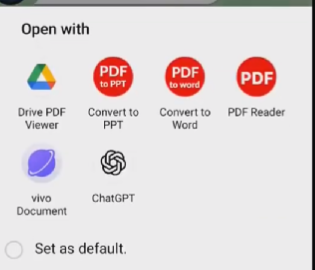 Open with
PDF
to PPT
PDF
to word
PDF
Drive PDF
Viewer
Convert to
PPT
Convert to
Word
PDF Reader
vivo
Document
ChatGPT
Set as default.